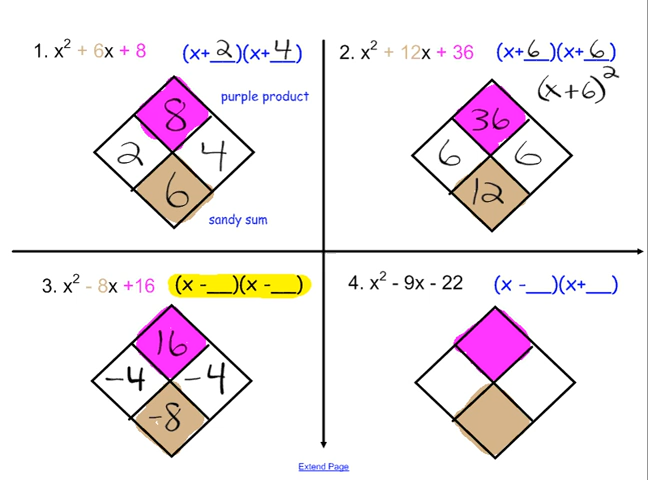 1. x² + 6x + 8 (x+ 2 )(x+ 4 )
8
purple product
2 4
6
sandy sum
2. x² + 12x + 36 (x+ 6 )(x+ 6 )
(x+6)²
36
6 6
12
3. x² - 8x +16 (x -__)(x -__)
16
-4 -4
-8
4. x² - 9x - 22 (x -__)(x+__)
Extend Page